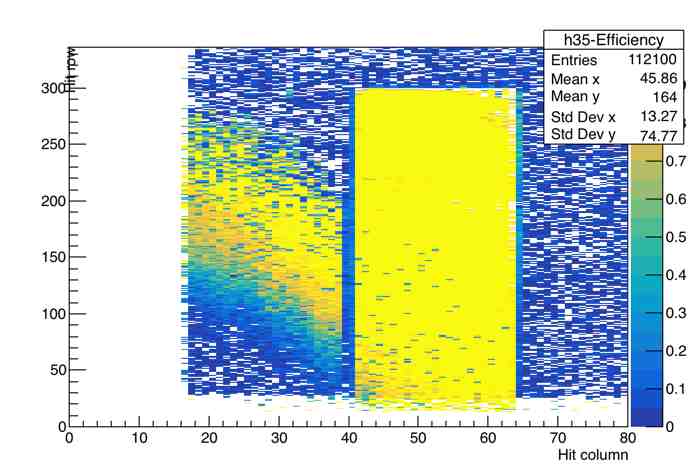 h35-Efficiency
Entries 112100
Mean x 45.86
Mean y 164
Std Dev x 13.27
Std Dev y 74.77
Hit row
300
250
200
150
100
50
0
0 10 20 30 40 50 60 70 80
Hit column
0.7
0.6
0.5
0.4
0.3
0.2
0.1
0